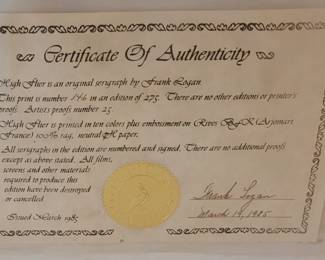 Certificate Of Authenticity
High Flier is an original serigraph by Frank Logan.
This print is number in an edition of 275. There are no other editions or printer's
proofs. Artists proofs number 25
High Flier is printed in ten colors plus embossment on Rives BFK (Arjomari
France) 100% rag, neutral pH paper.
All serigraphs in the edition are numbered and signed. There are no additional proofs
except as stated above. All films,
screens and other materials
required to produce this
edition have been destroyed
or cancelled
Issued March 1985
Frank Logan
March 19, 1985